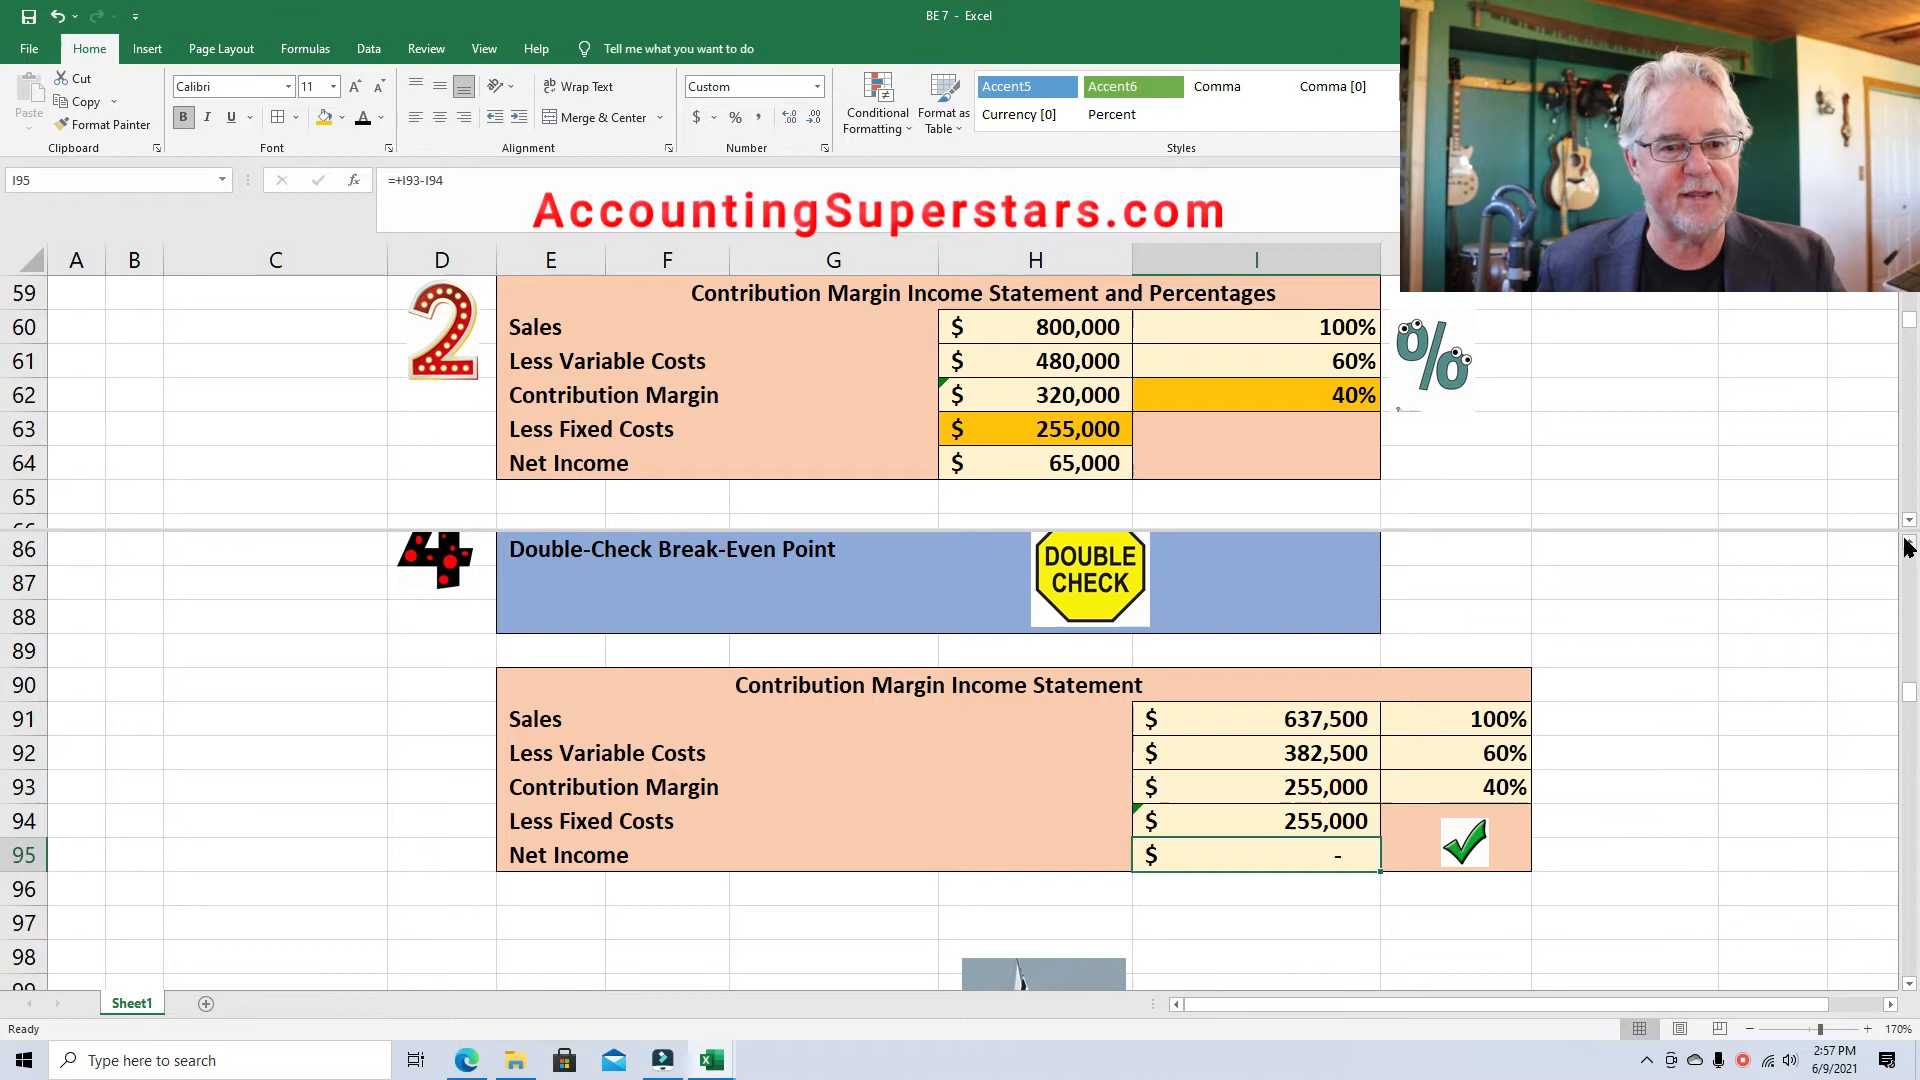 BE 7 - Excel
File Home Insert Page Layout Formulas Data Review View Help Tell me what you want to do
Paste
Cut
Copy
Format Painter
Clipboard
Calibri 11
B I U
Font
Wrap Text
Merge & Center
Alignment
Custom
$ % ,
Number
Conditional Formatting
Format as Table
Accent5 Accent6 Comma Comma [0]
Currency [0] Percent
Styles
I95 fx =+I93-I94
AccountingSuperstars.com
A B C D E F G H I
59 Contribution Margin Income Statement and Percentages
2
60 Sales $ 800,000 100%
61 Less Variable Costs $ 480,000 60%
%
62 Contribution Margin $ 320,000 40%
63 Less Fixed Costs $ 255,000
64 Net Income $ 65,000
65
66
86 Double-Check Break-Even Point
4
DOUBLE
CHECK
87
88
89
90 Contribution Margin Income Statement
91 Sales $ 637,500 100%
92 Less Variable Costs $ 382,500 60%
93 Contribution Margin $ 255,000 40%
94 Less Fixed Costs $ 255,000
95 Net Income $ -
96
97
98
99
Sheet1
Ready
170%
Type here to search
2:57 PM
6/9/2021